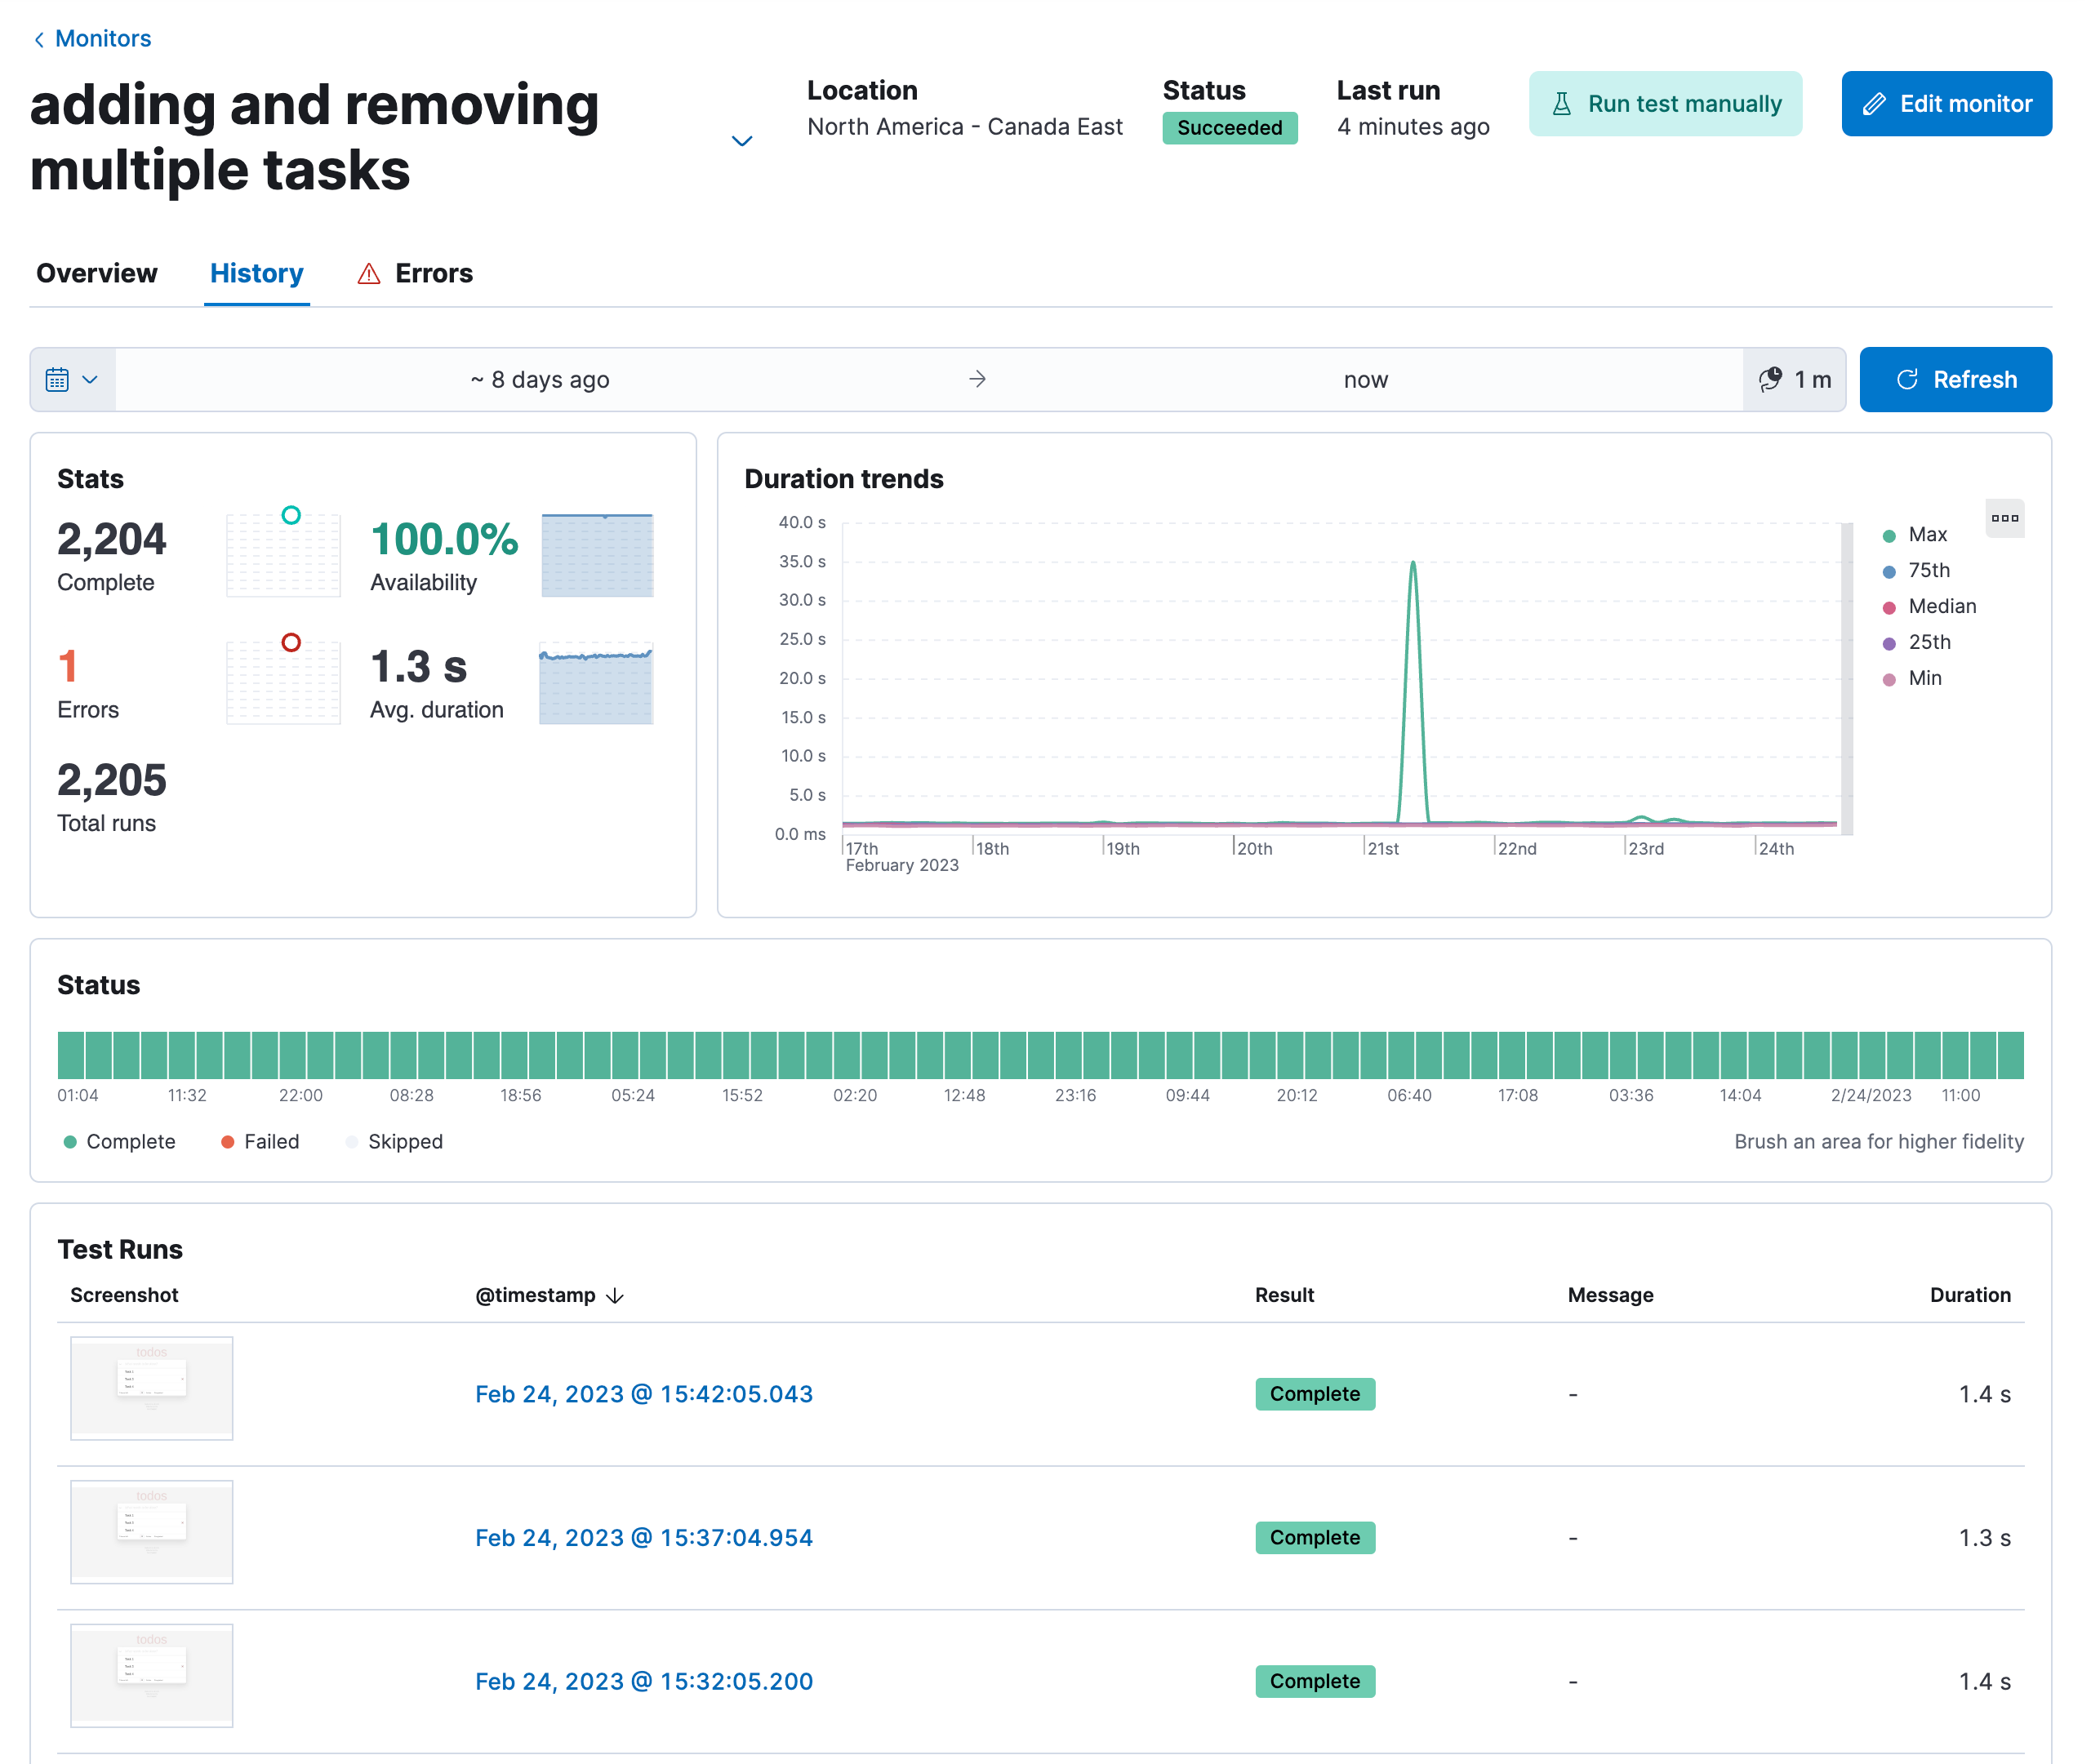 Monitors
adding and removing
multiple tasks
Location
North America - Canada East
Status
Succeeded
Last run
4 minutes ago
Run test manually
Edit monitor
Overview
History
Errors
~ 8 days ago
now
1 m
Refresh
Stats
2,204
Complete
100.0%
Availability
1
Errors
1.3 s
Avg. duration
2,205
Total runs
Duration trends
40.0 s
35.0 s
30.0 s
25.0 s
20.0 s
15.0 s
10.0 s
5.0 s
0.0 ms
17th
February 2023
18th
19th
20th
21st
22nd
23rd
24th
Max
75th
Median
25th
Min
Status
01:04 11:32 22:00 08:28 18:56 05:24 15:52 02:20 12:48 23:16 09:44 20:12 06:40 17:08 03:36 14:04 2/24/2023 11:00
Complete
Failed
Skipped
Brush an area for higher fidelity
Test Runs
Screenshot @timestamp Result Message Duration
todos
Feb 24, 2023 @ 15:42:05.043 Complete - 1.4 s
todos
Feb 24, 2023 @ 15:37:04.954 Complete - 1.3 s
todos
Feb 24, 2023 @ 15:32:05.200 Complete - 1.4 s